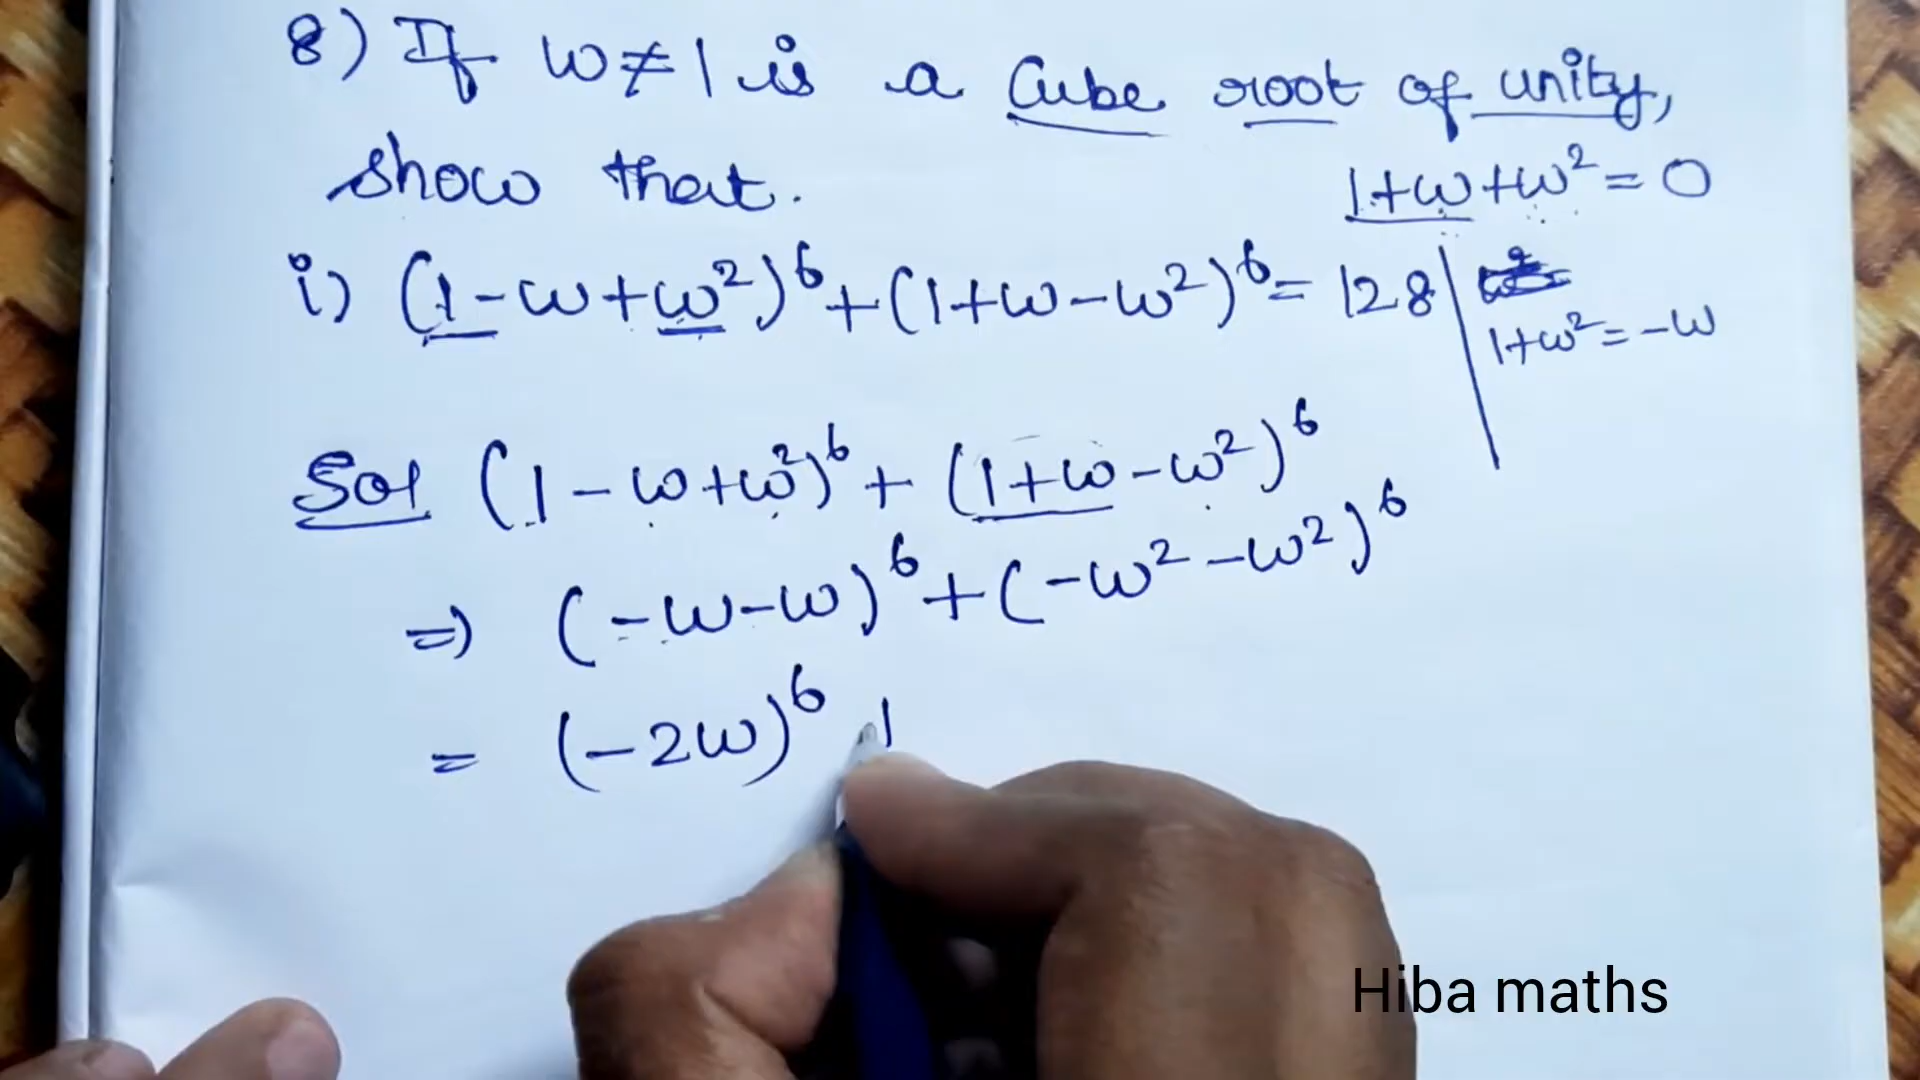 8) If ω ≠ 1 is a Cube root of unity,
show that.
1+ω+ω²=0
i) (1-ω+ω²)⁶+(1+ω-ω²)⁶=128
1+ω²=-ω
Sol (1-ω+ω²)⁶+(1+ω-ω²)⁶
⇒ (-ω-ω)⁶+(-ω²-ω²)⁶
= (-2ω)⁶
Hiba maths